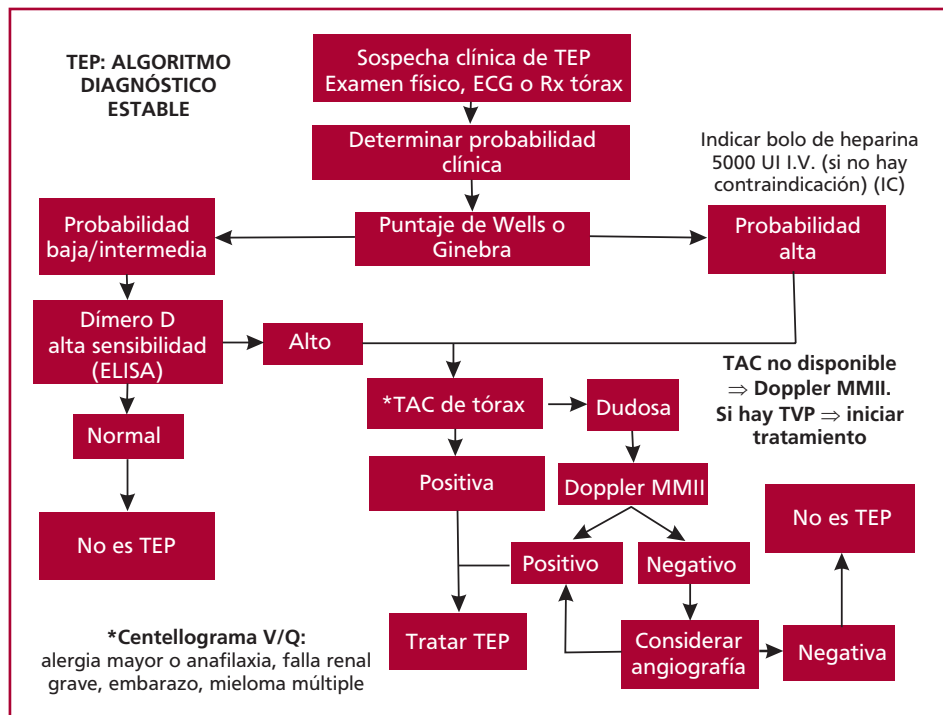 TEP: ALGORITMO
DIAGNÓSTICO
ESTABLE
Sospecha clínica de TEP
Examen físico, ECG o Rx tórax
Determinar probabilidad
clínica
Indicar bolo de heparina
5000 UI I.V. (si no hay
contraindicación) (IC)
Probabilidad
baja/intermedia
Puntaje de Wells o
Ginebra
Probabilidad
alta
Dímero D
alta sensibilidad
(ELISA)
Alto
TAC no disponible
⇒ Doppler MMII.
Si hay TVP ⇒ iniciar
tratamiento
*TAC de tórax
Dudosa
Normal
Positiva
Doppler MMII
No es TEP
No es TEP
Positivo
Negativo
*Centellograma V/Q:
alergia mayor o anafilaxia, falla renal
grave, embarazo, mieloma múltiple
Tratar TEP
Considerar
angiografía
Negativa